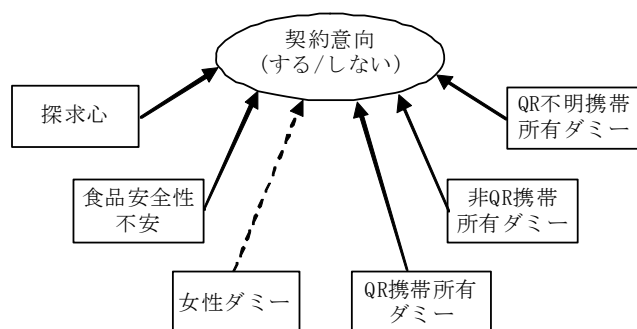 契約意向
(する/しない)
探求心
QR不明携帯
所有ダミー
食品安全性
不安
非QR携帯
所有ダミー
女性ダミー
QR携帯所有
ダミー